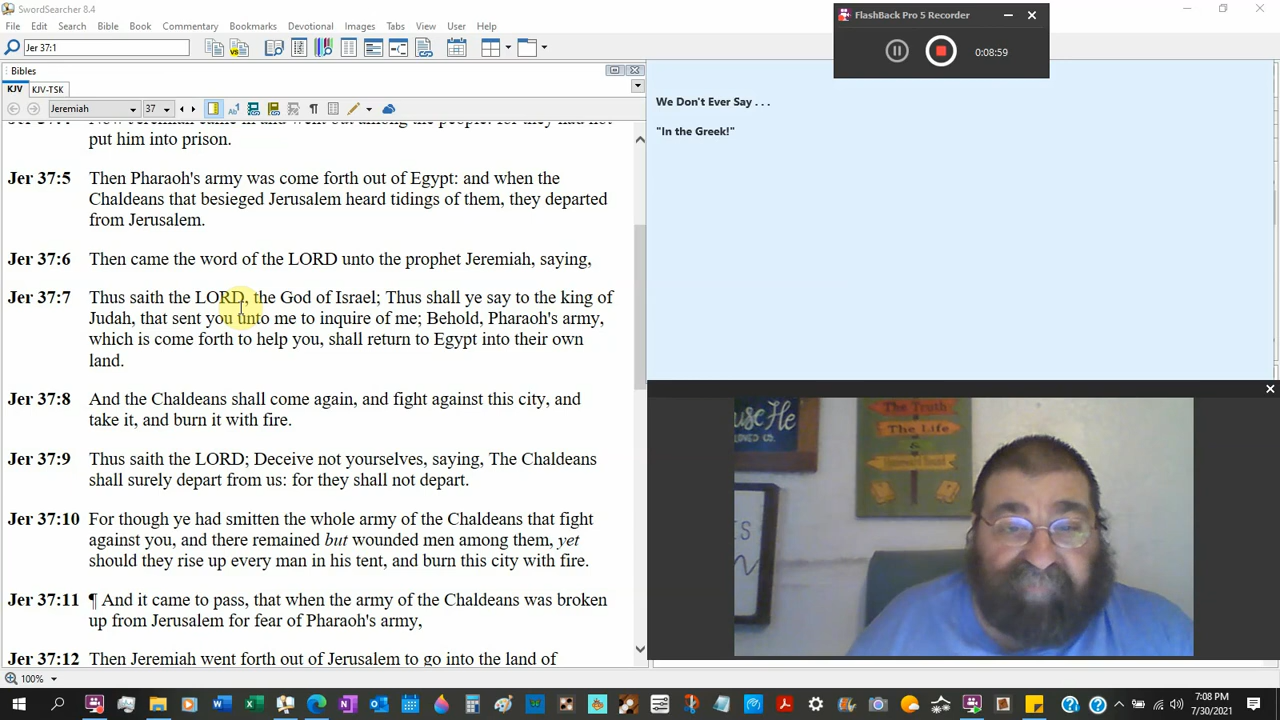 SwordSearcher 8.4
FlashBack Pro 5 Recorder
File Edit Search Bible Book Commentary Bookmarks Devotional Images Tabs View User Help
0:08:59
Jer 37:1
Bibles
KJV KJV-TSK
Jeremiah 37
We Don't Ever Say . . .
"In the Greek!"
put him into prison.
Jer 37:5 Then Pharaoh's army was come forth out of Egypt: and when the
Chaldeans that besieged Jerusalem heard tidings of them, they departed
from Jerusalem.
Jer 37:6 Then came the word of the LORD unto the prophet Jeremiah, saying,
Jer 37:7 Thus saith the LORD, the God of Israel; Thus shall ye say to the king of
Judah, that sent you unto me to inquire of me; Behold, Pharaoh's army,
which is come forth to help you, shall return to Egypt into their own
land.
Jer 37:8 And the Chaldeans shall come again, and fight against this city, and
take it, and burn it with fire.
Jer 37:9 Thus saith the LORD; Deceive not yourselves, saying, The Chaldeans
shall surely depart from us: for they shall not depart.
Jer 37:10 For though ye had smitten the whole army of the Chaldeans that fight
against you, and there remained but wounded men among them, yet
should they rise up every man in his tent, and burn this city with fire.
Jer 37:11 ¶ And it came to pass, that when the army of the Chaldeans was broken
up from Jerusalem for fear of Pharaoh's army,
Jer 37:12 Then Jeremiah went forth out of Jerusalem to go into the land of
He
The Truth
The Life
100%
7:08 PM
7/30/2021